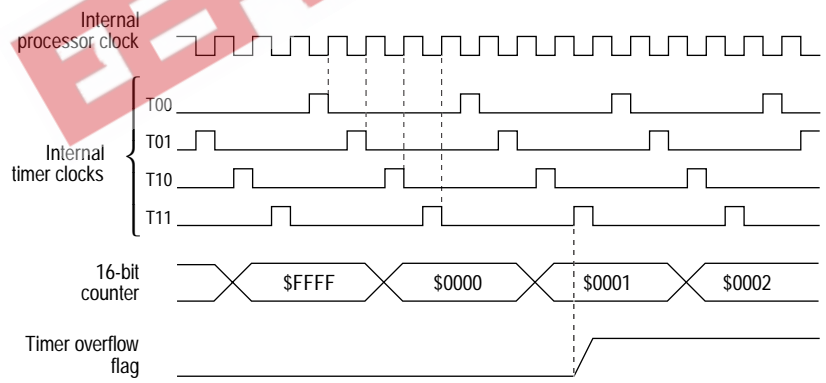 Internal
processor clock
T00
T01
Internal
timer clocks
T10
T11
16-bit
counter
$FFFF
$0000
$0001
$0002
Timer overflow
flag